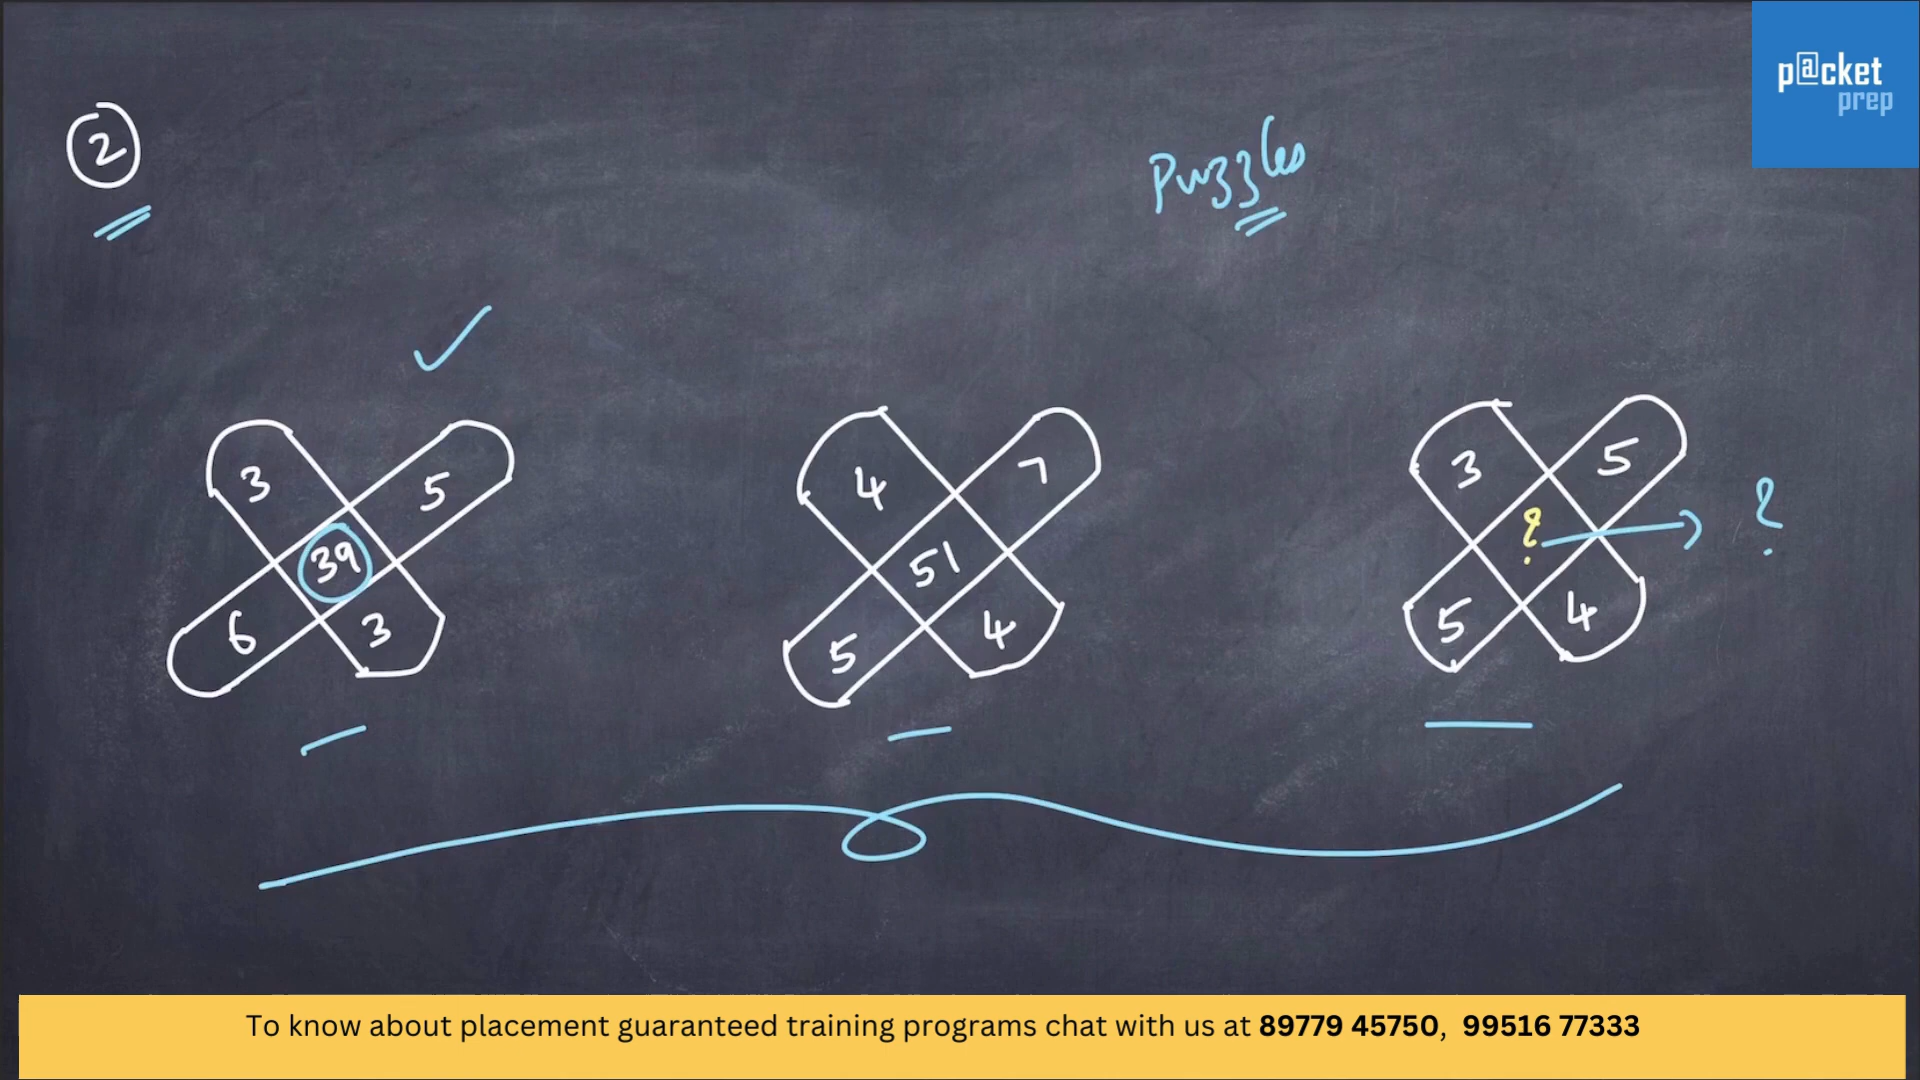 p@cket
prep
2
Puzzles
3 5
39
6 3
4 7
51
5 4
3 5
? ?
5 4
To know about placement guaranteed training programs chat with us at 89779 45750, 99516 77333